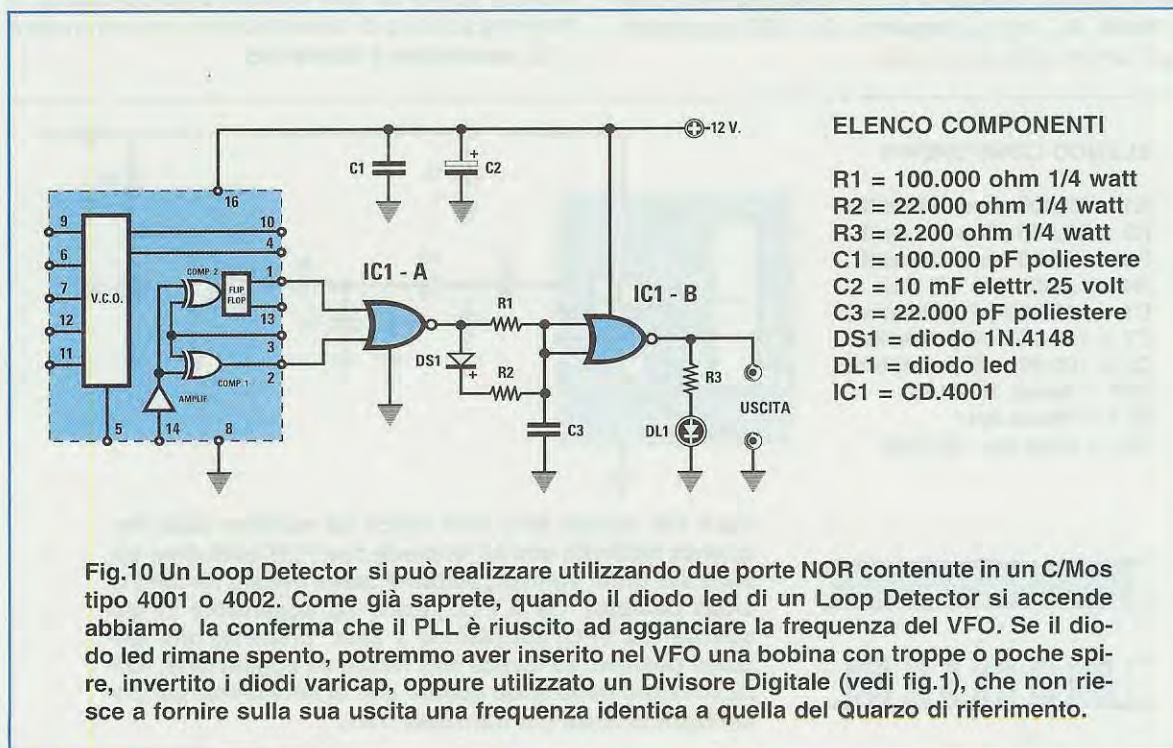 12 V.
C1
C2
+
16
9
10
6
4
7
12
11
V.C.O.
COMP. 2
FLIP
FLOP
1
13
3
COMP. 1
2
AMPLIF
5
14
8
IC1 - A
R1
DS1
+
R2
C3
IC1 - B
R3
DL1
USCITA
ELENCO COMPONENTI
R1 = 100.000 ohm 1/4 watt
R2 = 22.000 ohm 1/4 watt
R3 = 2.200 ohm 1/4 watt
C1 = 100.000 pF poliestere
C2 = 10 mF elettr. 25 volt
C3 = 22.000 pF poliestere
DS1 = diodo 1N.4148
DL1 = diodo led
IC1 = CD.4001
Fig.10 Un Loop Detector si può realizzare utilizzando due porte NOR contenute in un C/Mos
tipo 4001 o 4002. Come già saprete, quando il diodo led di un Loop Detector si accende
abbiamo la conferma che il PLL è riuscito ad agganciare la frequenza del VFO. Se il dio-
do led rimane spento, potremmo aver inserito nel VFO una bobina con troppe o poche spi-
re, invertito i diodi varicap, oppure utilizzato un Divisore Digitale (vedi fig.1), che non rie-
sce a fornire sulla sua uscita una frequenza identica a quella del Quarzo di riferimento.